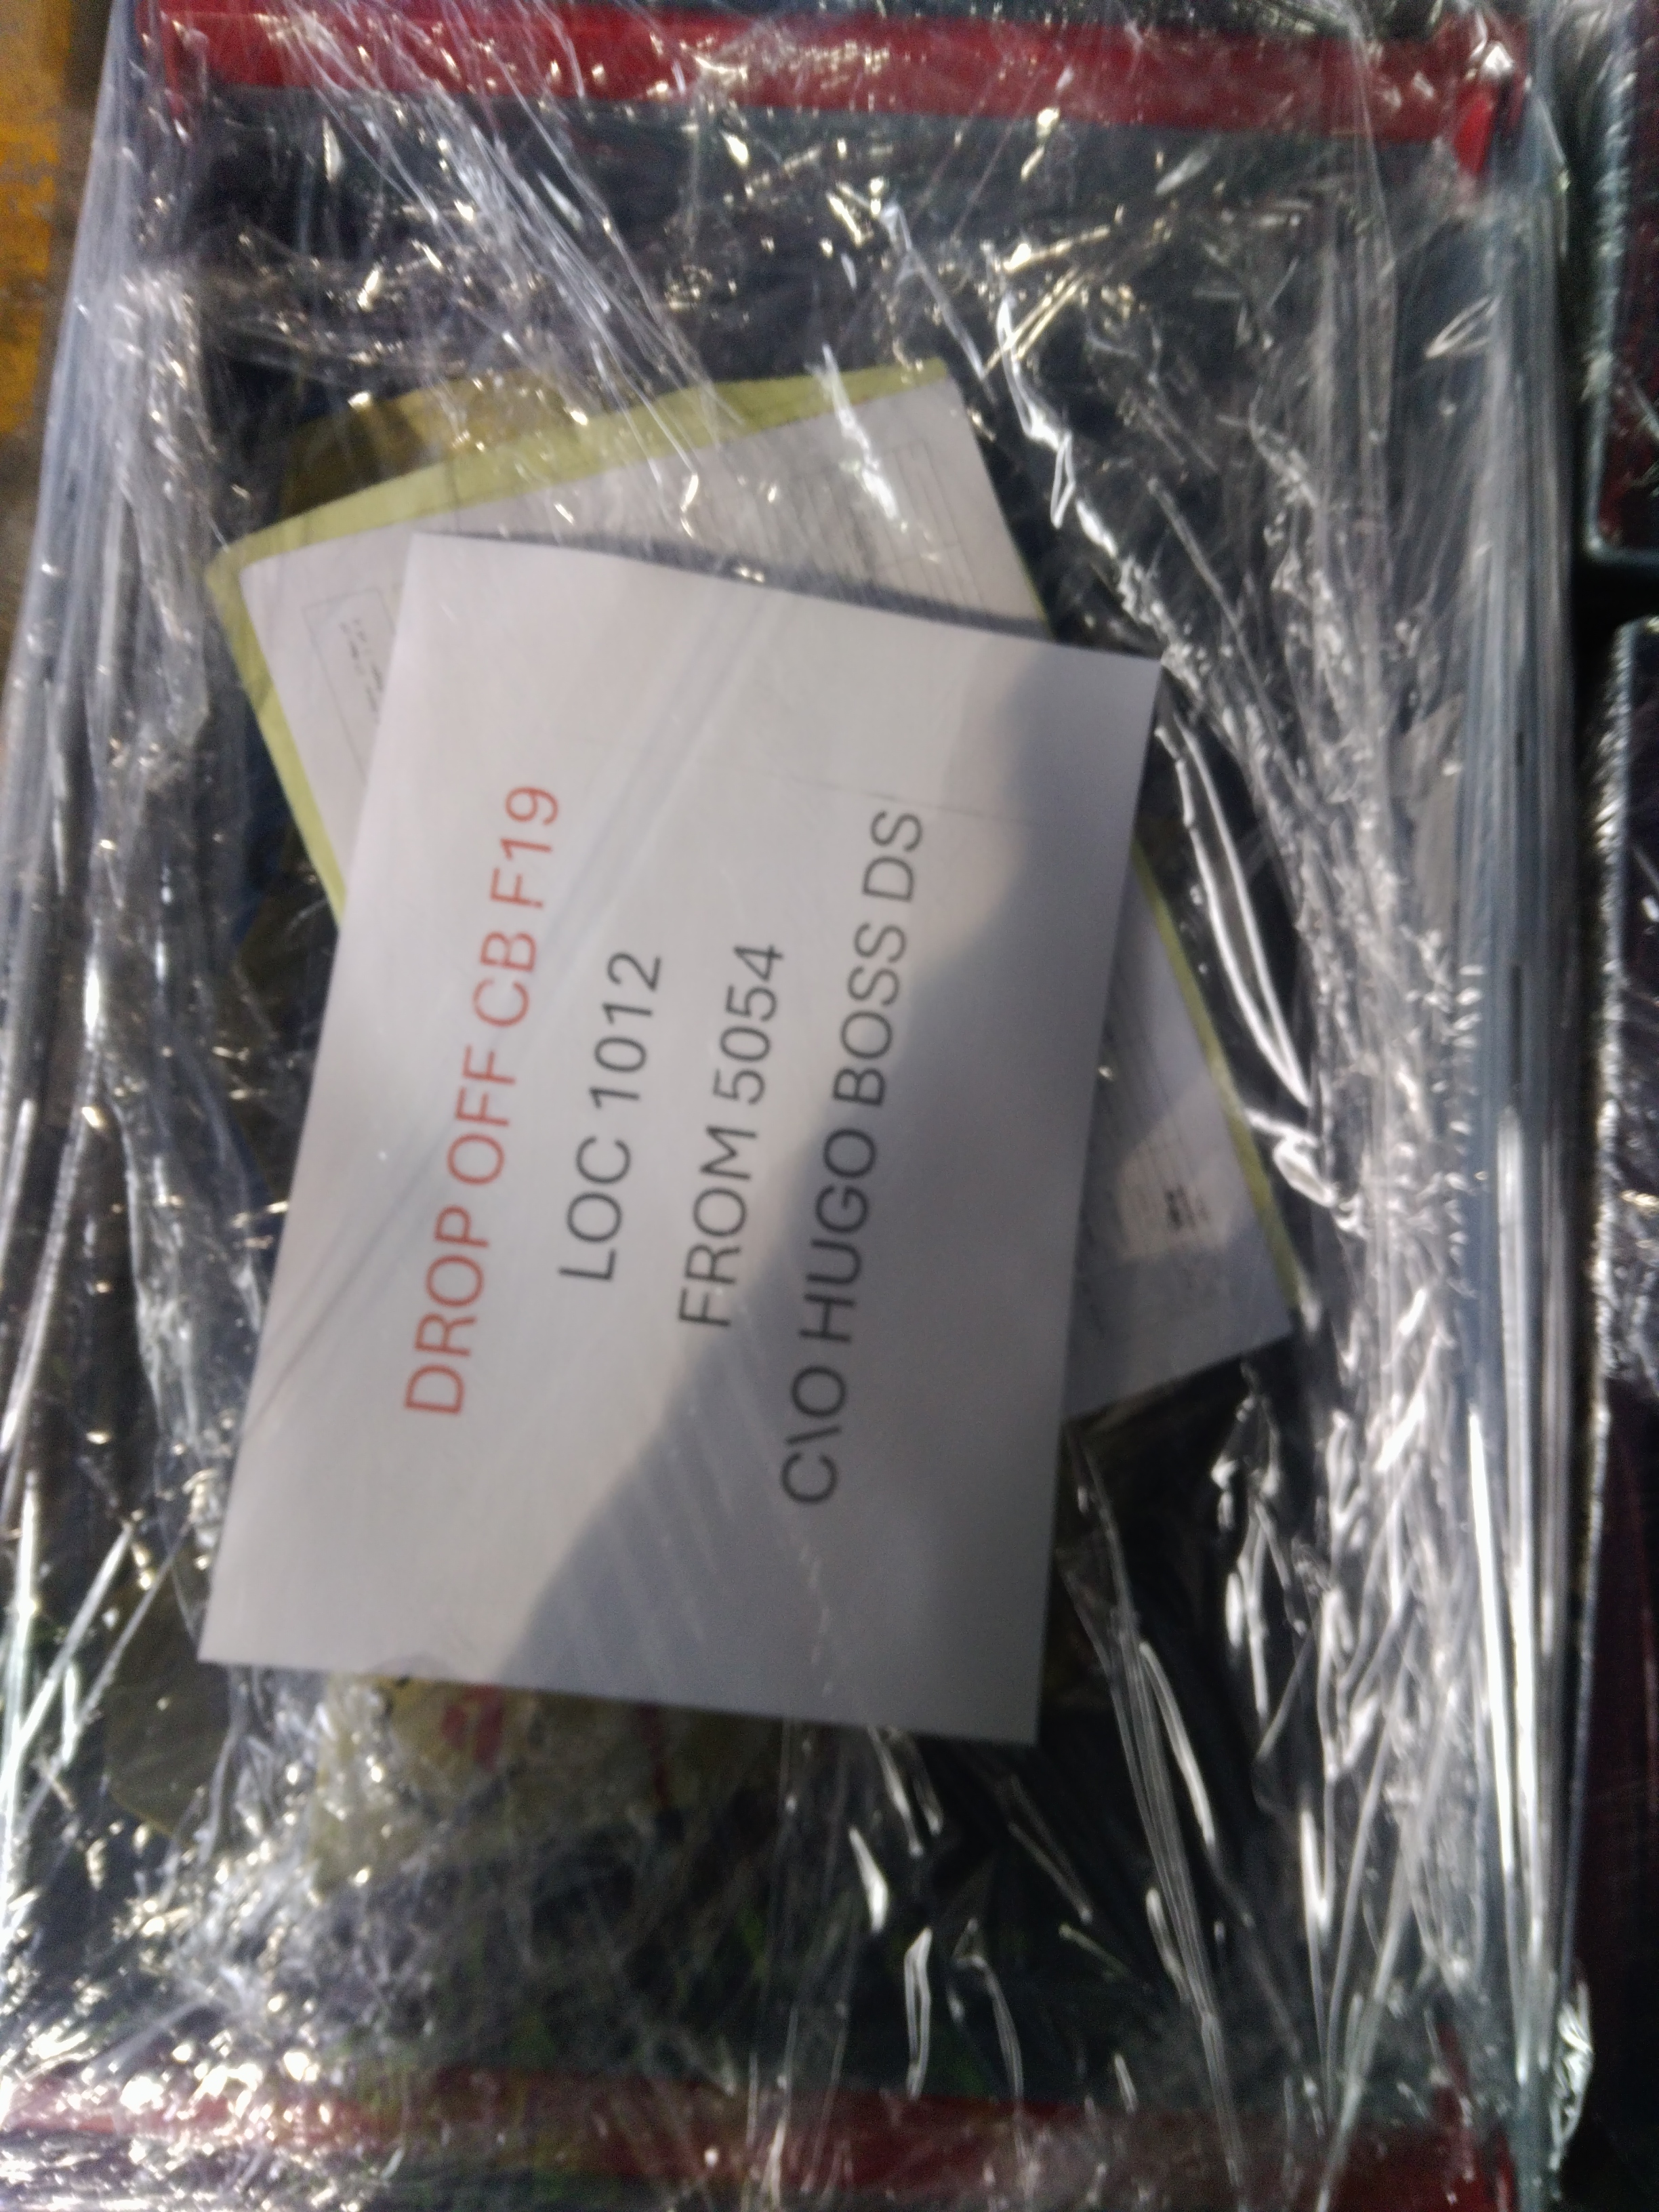 DROP OFF CB F19
LOC 1012
FROM 5054
C\O HUGO BOSS DS